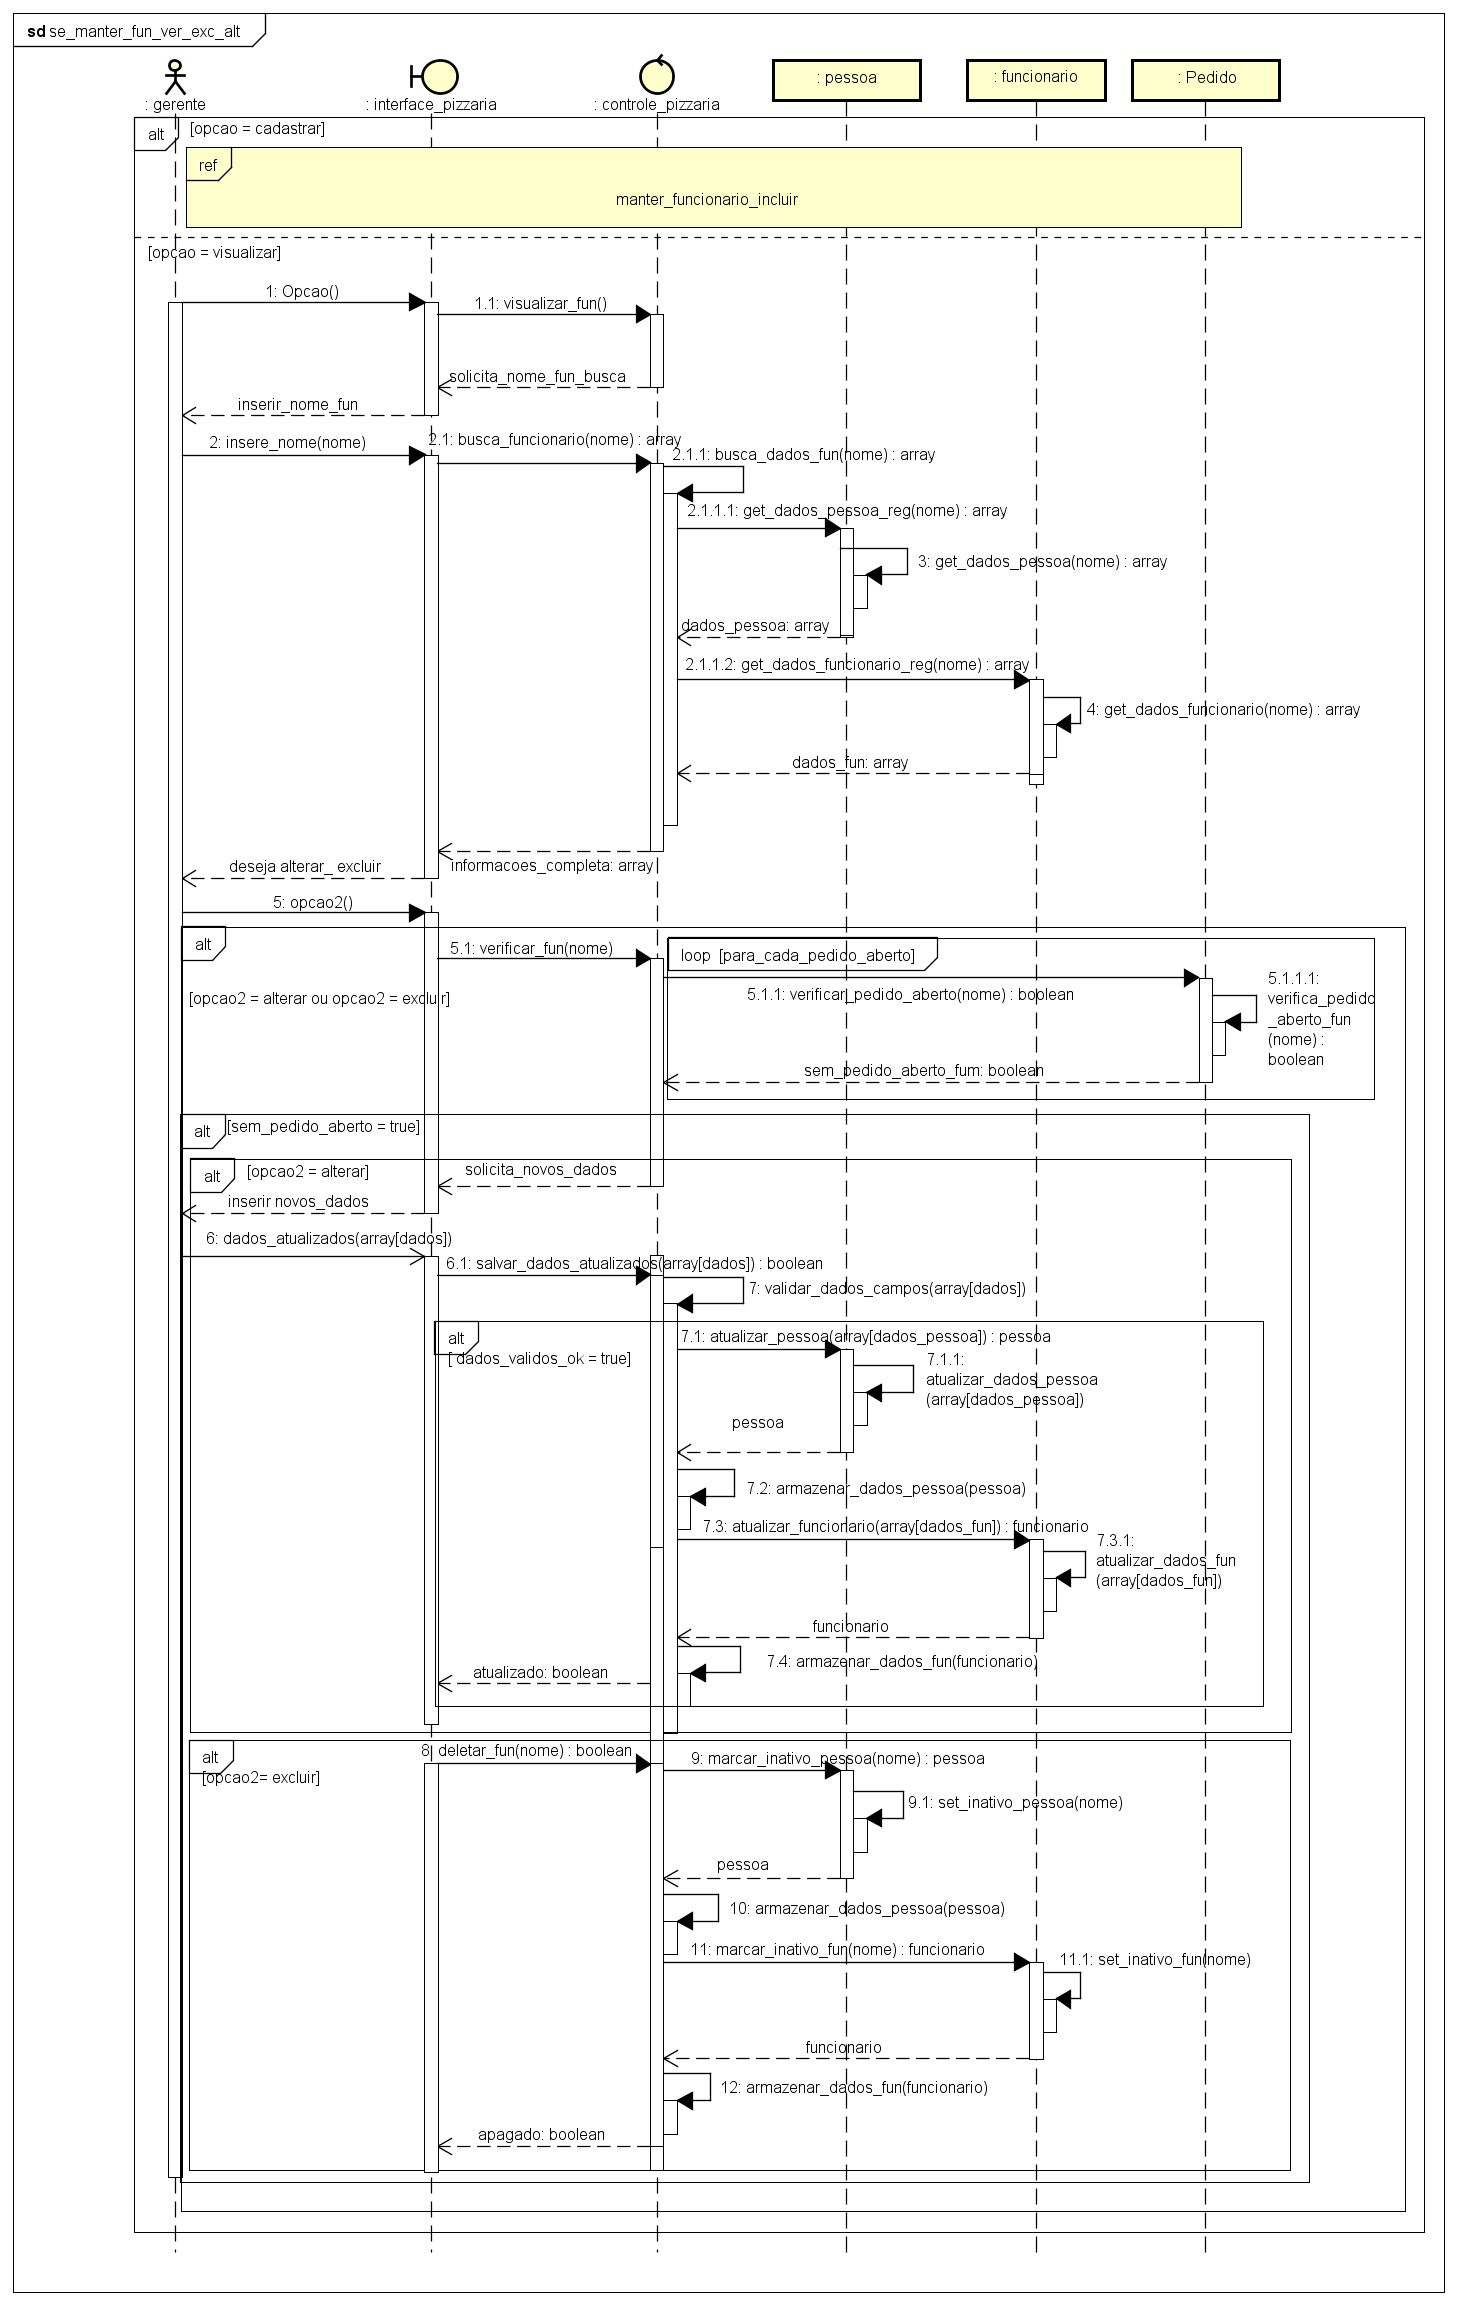 sd se_manter_fun_ver_exc_alt
: gerente
: interface_pizzaria
: controle_pizzaria
: pessoa
: funcionario
: Pedido
alt
[opcao = cadastrar]
ref
manter_funcionario_incluir
[opcao = visualizar]
1: Opcao()
1.1: visualizar_fun()
solicita_nome_fun_busca
inserir_nome_fun
2: insere_nome(nome)
2.1: busca_funcionario(nome) : array
2.1.1: busca_dados_fun(nome) : array
2.1.1.1: get_dados_pessoa_reg(nome) : array
3: get_dados_pessoa(nome) : array
dados_pessoa: array
2.1.1.2: get_dados_funcionario_reg(nome) : array
4: get_dados_funcionario(nome) : array
dados_fun: array
informacoes_completa: array
deseja alterar_ excluir
5: opcao2()
alt
[opcao2 = alterar ou opcao2 = excluir]
5.1: verificar_fun(nome)
loop [para_cada_pedido_aberto]
5.1.1: verificar_pedido_aberto(nome) : boolean
5.1.1.1:
verifica_pedido
_aberto_fun
(nome) :
boolean
sem_pedido_aberto_fum: boolean
alt
[sem_pedido_aberto = true]
alt
[opcao2 = alterar]
solicita_novos_dados
inserir novos_dados
6: dados_atualizados(array[dados])
6.1: salvar_dados_atualizados(array[dados]) : boolean
7: validar_dados_campos(array[dados])
alt
[ dados_validos_ok = true]
7.1: atualizar_pessoa(array[dados_pessoa]) : pessoa
7.1.1:
atualizar_dados_pessoa
(array[dados_pessoa])
pessoa
7.2: armazenar_dados_pessoa(pessoa)
7.3: atualizar_funcionario(array[dados_fun]) : funcionario
7.3.1:
atualizar_dados_fun
(array[dados_fun])
funcionario
7.4: armazenar_dados_fun(funcionario)
atualizado: boolean
alt
[opcao2= excluir]
8: deletar_fun(nome) : boolean
9: marcar_inativo_pessoa(nome) : pessoa
9.1: set_inativo_pessoa(nome)
pessoa
10: armazenar_dados_pessoa(pessoa)
11: marcar_inativo_fun(nome) : funcionario
11.1: set_inativo_fun(nome)
funcionario
12: armazenar_dados_fun(funcionario)
apagado: boolean